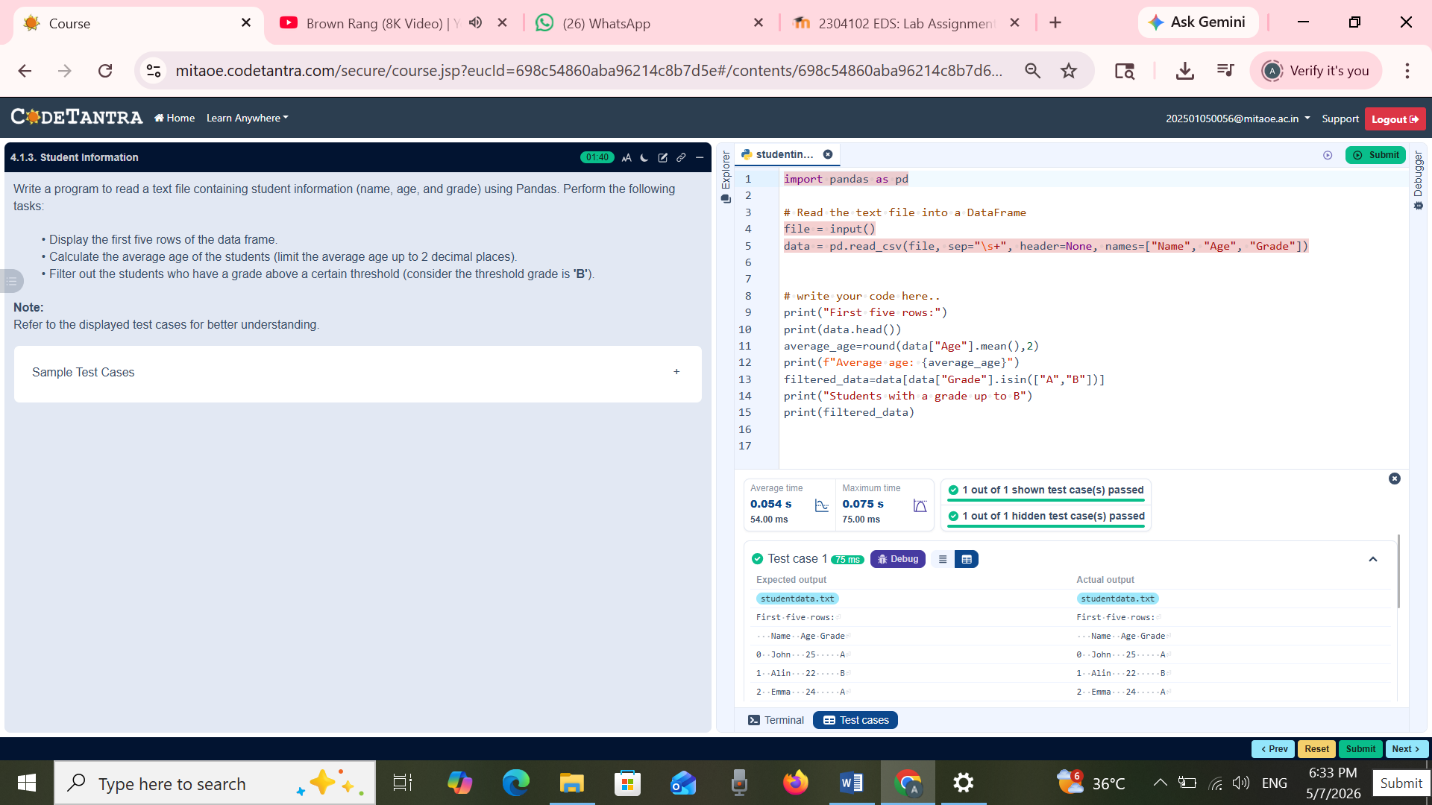 Course
Brown Rang (8K Video) | Y
(26) WhatsApp
2304102 EDS: Lab Assignment
Ask Gemini
mitaoe.codetantra.com/secure/course.jsp?eucId=698c54860aba96214c8b7d5e#/contents/698c54860aba96214c8b7d6...
A
Verify it's you
CODETANTRA
Home
Learn Anywhere
202501050056@mitaoe.ac.in
Support
Logout
4.1.3. Student Information
01:40
AA
Write a program to read a text file containing student information (name, age, and grade) using Pandas. Perform the following
tasks:
• Display the first five rows of the data frame.
• Calculate the average age of the students (limit the average age up to 2 decimal places).
• Filter out the students who have a grade above a certain threshold (consider the threshold grade is 'B').
Note:
Refer to the displayed test cases for better understanding.
Sample Test Cases
+
Explorer
studentin...
Submit
Debugger
1 import pandas as pd
2
3 # Read the text file into a DataFrame
4 file = input()
5 data = pd.read_csv(file, sep="\s+", header=None, names=["Name", "Age", "Grade"])
6
7
8 # write your code here..
9 print("First five rows:")
10 print(data.head())
11 average_age=round(data["Age"].mean(),2)
12 print(f"Average age: {average_age}")
13 filtered_data=data[data["Grade"].isin(["A","B"])]
14 print("Students with a grade up to B")
15 print(filtered_data)
16
17
Average time
0.054 s
54.00 ms
Maximum time
0.075 s
75.00 ms
1 out of 1 shown test case(s) passed
1 out of 1 hidden test case(s) passed
Test case 1 75 ms Debug
Expected output
Actual output
studentdata.txt
studentdata.txt
First·five·rows:
First·five·rows:
···Name··Age·Grade
···Name··Age·Grade
0··John···25·····A
0··John···25·····A
1··Alin···22·····B
1··Alin···22·····B
2··Emma···24·····A
2··Emma···24·····A
Terminal
Test cases
< Prev
Reset
Submit
Next >
Type here to search
6
36°C
ENG
6:33 PM
5/7/2026
Submit